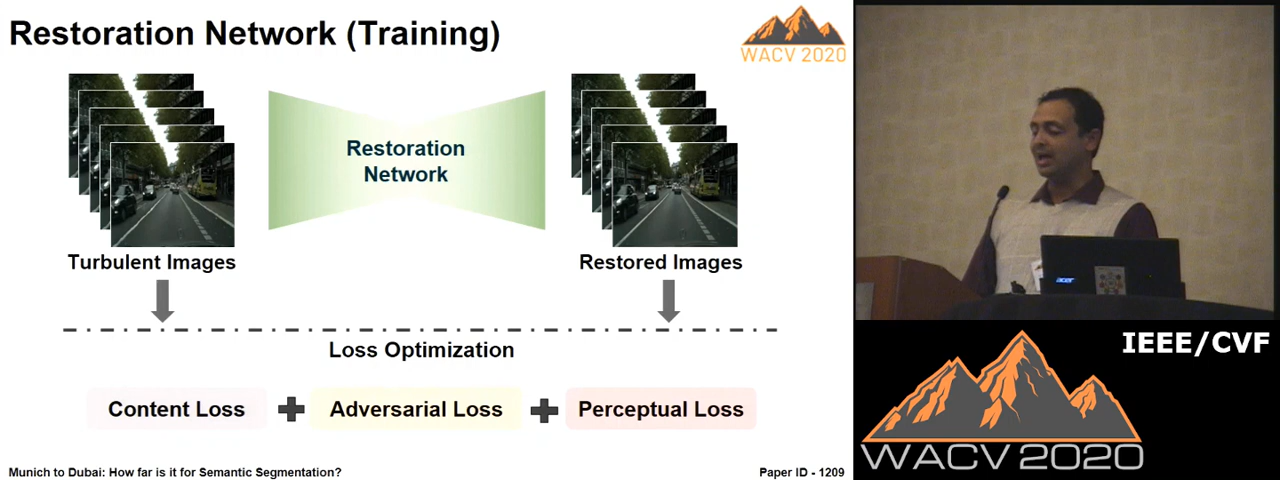 Restoration Network (Training)
WACV 2020
Restoration
Network
Turbulent Images
Restored Images
Loss Optimization
Content Loss + Adversarial Loss + Perceptual Loss
Munich to Dubai: How far is it for Semantic Segmentation?
Paper ID - 1209
acer
IEEE/CVF
WACV 2020